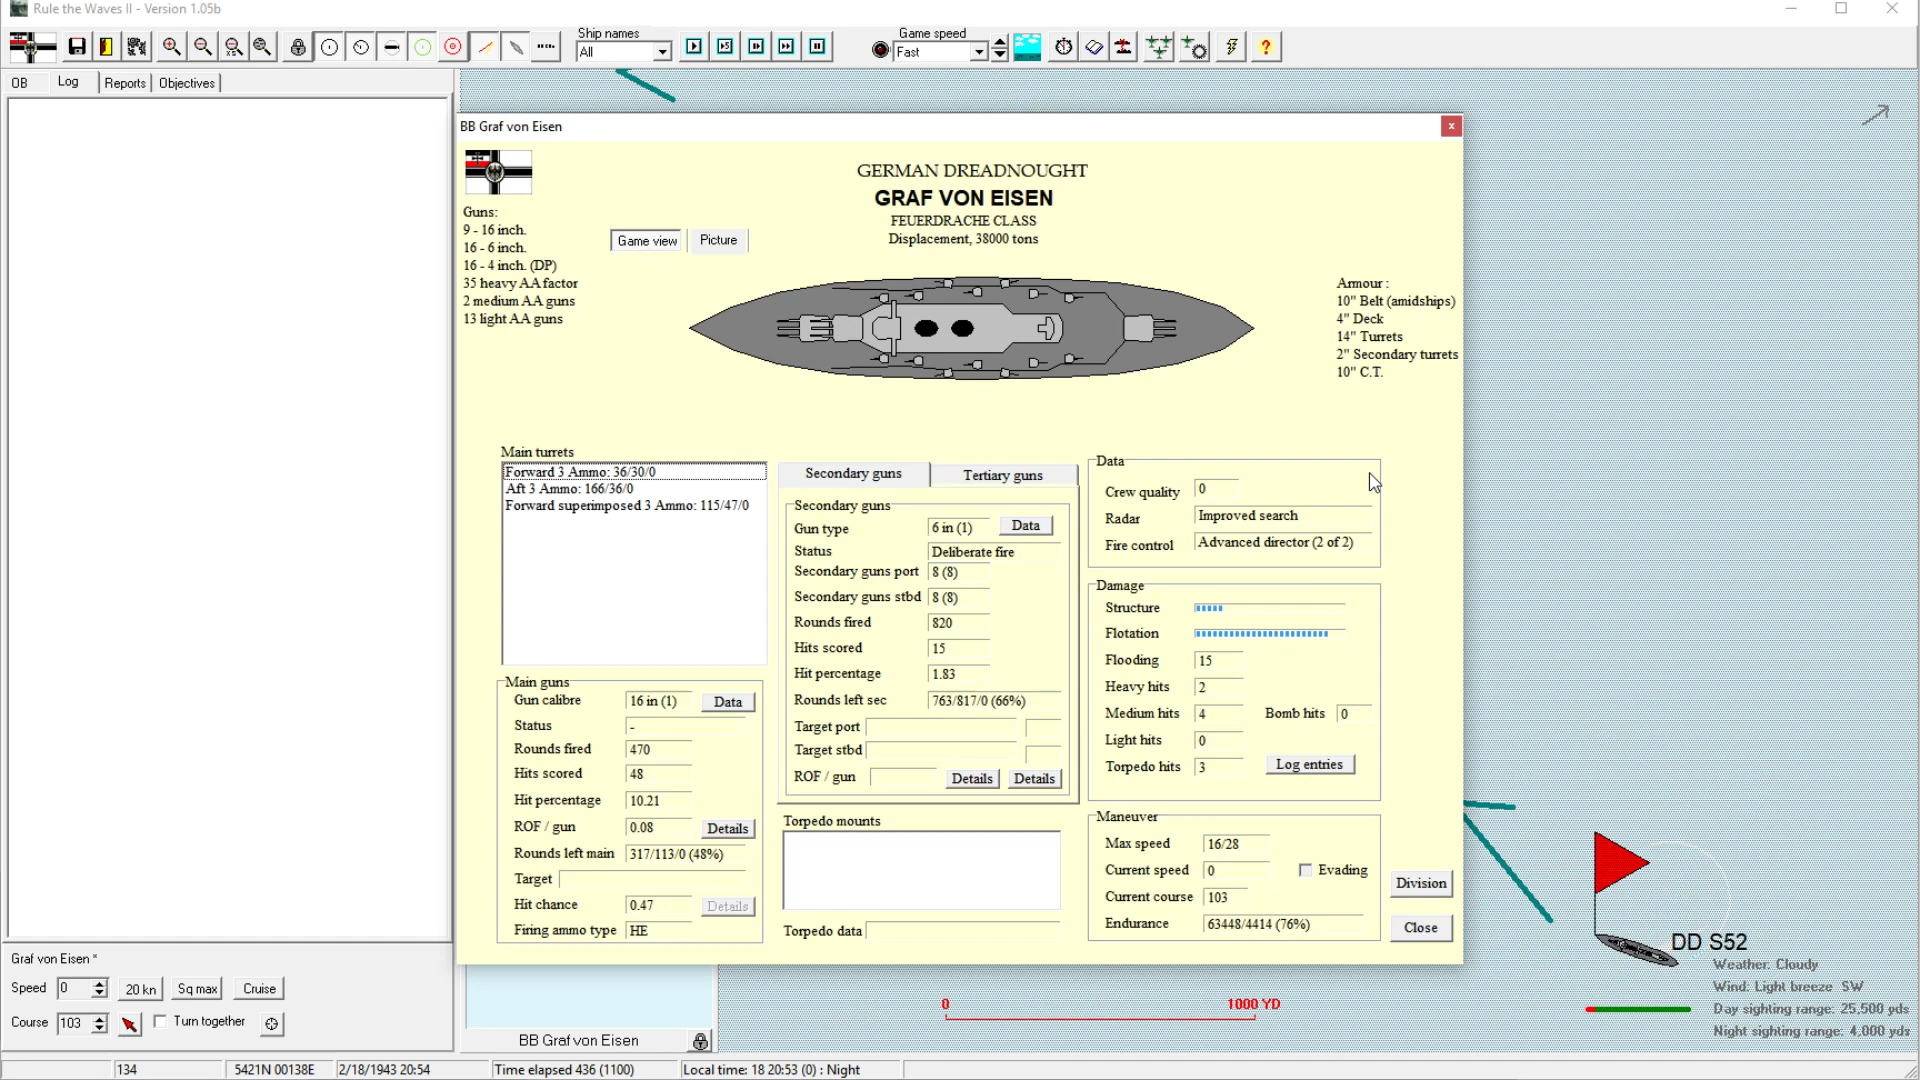 Rule the Waves II - Version 1.05b
Ship names
All
Game speed
Fast
OB
Log
Reports
Objectives
BB Graf von Eisen
GERMAN DREADNOUGHT
GRAF VON EISEN
FEUERDRACHE CLASS
Displacement, 38000 tons
Guns:
9 - 16 inch.
16 - 6 inch.
16 - 4 inch. (DP)
35 heavy AA factor
2 medium AA guns
13 light AA guns
Game view
Picture
Armour :
10" Belt (amidships)
4" Deck
14" Turrets
2" Secondary turrets
10" C.T.
Main turrets
Forward 3 Ammo: 36/30/0
Aft 3 Ammo: 166/36/0
Forward superimposed 3 Ammo: 115/47/0
Main guns
Gun calibre 16 in (1) Data
Status -
Rounds fired 470
Hits scored 48
Hit percentage 10.21
ROF / gun 0.08 Details
Rounds left main 317/113/0 (48%)
Target
Hit chance 0.47 Details
Firing ammo type HE
Secondary guns
Tertiary guns
Secondary guns
Gun type 6 in (1) Data
Status Deliberate fire
Secondary guns port 8 (8)
Secondary guns stbd 8 (8)
Rounds fired 820
Hits scored 15
Hit percentage 1.83
Rounds left sec 763/817/0 (66%)
Target port
Target stbd
ROF / gun Details Details
Torpedo mounts
Torpedo data
Data
Crew quality 0
Radar Improved search
Fire control Advanced director (2 of 2)
Damage
Structure
Flotation
Flooding 15
Heavy hits 2
Medium hits 4 Bomb hits 0
Light hits 0
Torpedo hits 3 Log entries
Maneuver
Max speed 16/28
Current speed 0 Evading
Current course 103
Endurance 63448/4414 (76%)
Division
Close
Graf von Eisen *
Speed 0 20 kn Sq max Cruise
Course 103 Turn together
BB Graf von Eisen
0 1000 YD
DD S52
Weather: Cloudy
Wind: Light breeze SW
Day sighting range: 25,500 yds
Night sighting range: 4,000 yds
134 5421N 00138E 2/18/1943 20:54 Time elapsed 436 (1100) Local time: 18 20:53 (0) : Night